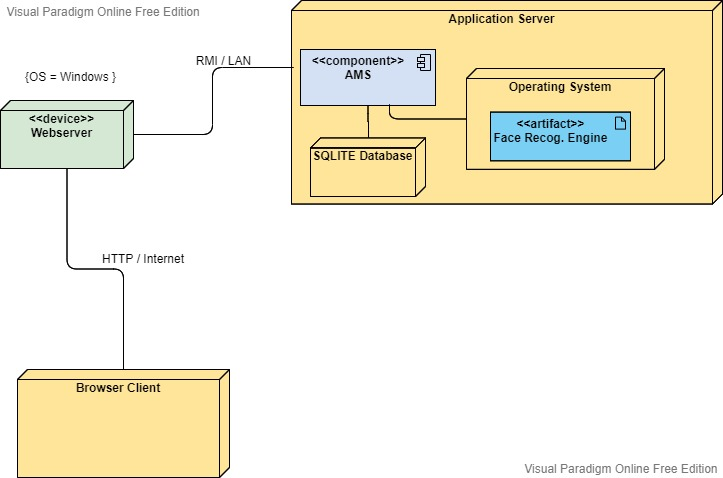 Visual Paradigm Online Free Edition
Application Server
RMI / LAN
<<component>>
AMS
{OS = Windows }
Operating System
<<device>>
Webserver
<<artifact>>
Face Recog. Engine
SQLITE Database
HTTP / Internet
Browser Client
Visual Paradigm Online Free Edition